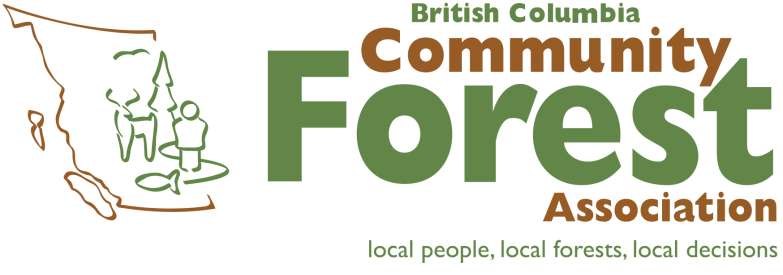 British Columbia
Community
Forest
Association
local people, local forests, local decisions